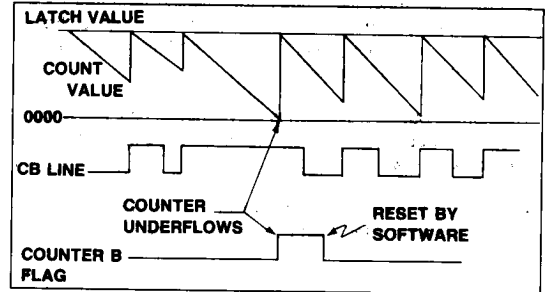 LATCH VALUE
COUNT
VALUE
0000
CB LINE
COUNTER
UNDERFLOWS
RESET BY
SOFTWARE
COUNTER B
FLAG